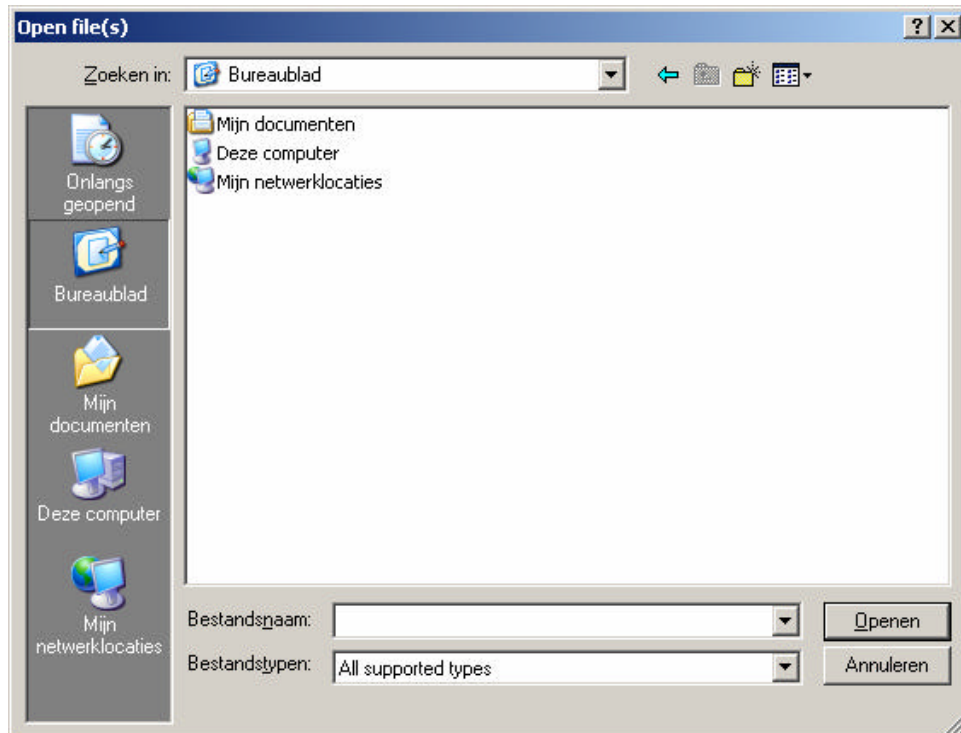 Open file(s)
Zoeken in:
Bureaublad
Onlangs
geopend
Bureaublad
Mijn
documenten
Deze computer
Mijn
netwerklocaties
Mijn documenten
Deze computer
Mijn netwerklocaties
Bestandsnaam:
Openen
Bestandstypen:
All supported types
Annuleren